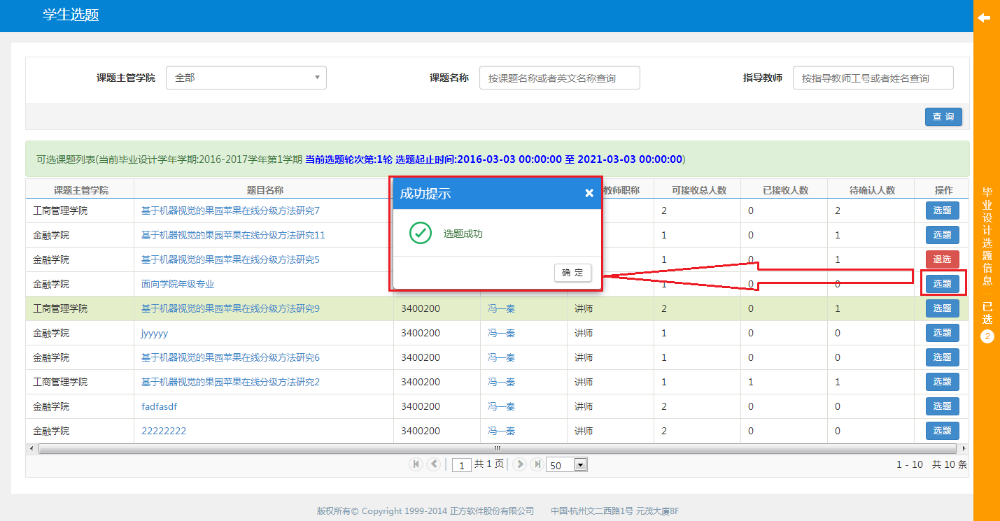 学生选题
课题主管学院 全部 课题名称 按课题名称或者英文名称查询 指导教师 按指导教师工号或者姓名查询
查 询
可选课题列表(当前毕业设计学年学期:2016-2017学年第1学期 当前选题轮次第:1轮 选题起止时间:2016-03-03 00:00:00 至 2021-03-03 00:00:00)
课题主管学院 题目名称 教师职称 可接收总人数 已接收人数 待确认人数 操作
工商管理学院 基于机器视觉的果园苹果在线分级方法研究7 2 0 2 选题
金融学院 基于机器视觉的果园苹果在线分级方法研究11 1 0 1 选题
金融学院 基于机器视觉的果园苹果在线分级方法研究5 1 0 1 退选
金融学院 面向学院年级专业 1 0 0 选题
工商管理学院 基于机器视觉的果园苹果在线分级方法研究9 3400200 冯一秦 讲师 2 0 1 选题
金融学院 jyyyyy 3400200 冯一秦 讲师 1 0 0 选题
金融学院 基于机器视觉的果园苹果在线分级方法研究6 3400200 冯一秦 讲师 1 0 0 选题
工商管理学院 基于机器视觉的果园苹果在线分级方法研究2 3400200 冯一秦 讲师 1 1 1 选题
金融学院 fadfasdf 3400200 冯一秦 讲师 2 0 0 选题
金融学院 22222222 3400200 冯一秦 讲师 2 0 0 选题
成功提示 ×
选题成功
确 定
1 共 1 页 50 1 - 10 共 10 条
版权所有© Copyright 1999-2014 正方软件股份有限公司 中国·杭州文二西路1号 元茂大厦8F
毕业设计选题信息
已选
2